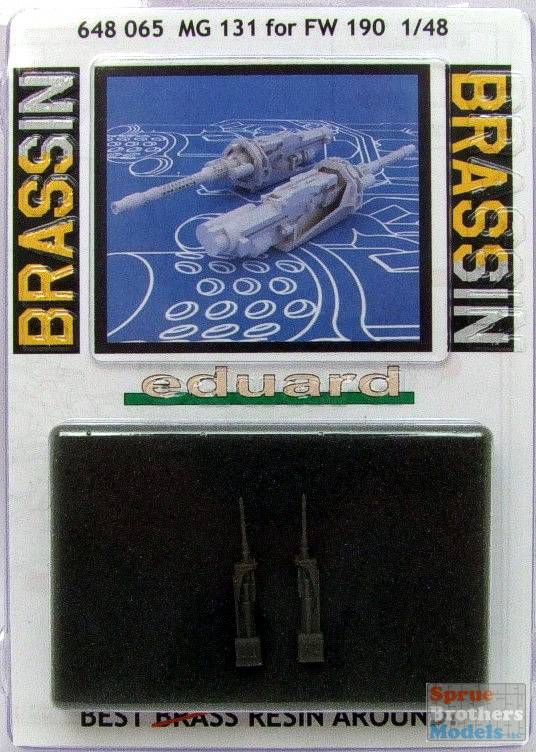 648 065 MG 131 for FW 190 1/48
BRASSIN
BRASSIN
eduard
BEST BRASS RESIN AROUND
Sprue
Brothers
Models LLC